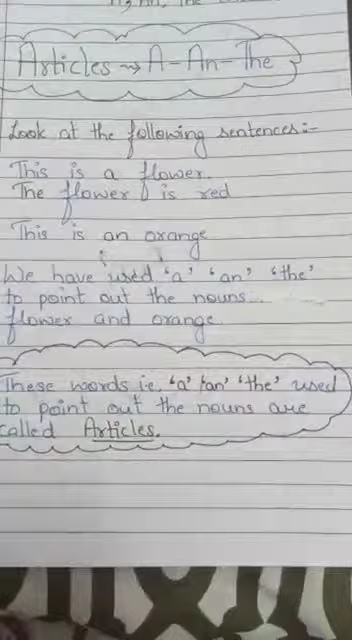 Articles → A-An-The
Look at the following sentences:-
This is a flower.
The flower is red
This is an orange
We have used 'a' 'an' 'the'
to point out the nouns...
flower and orange
These words i.e. 'a' 'an' 'the' used
to point out the nouns are
called Articles.